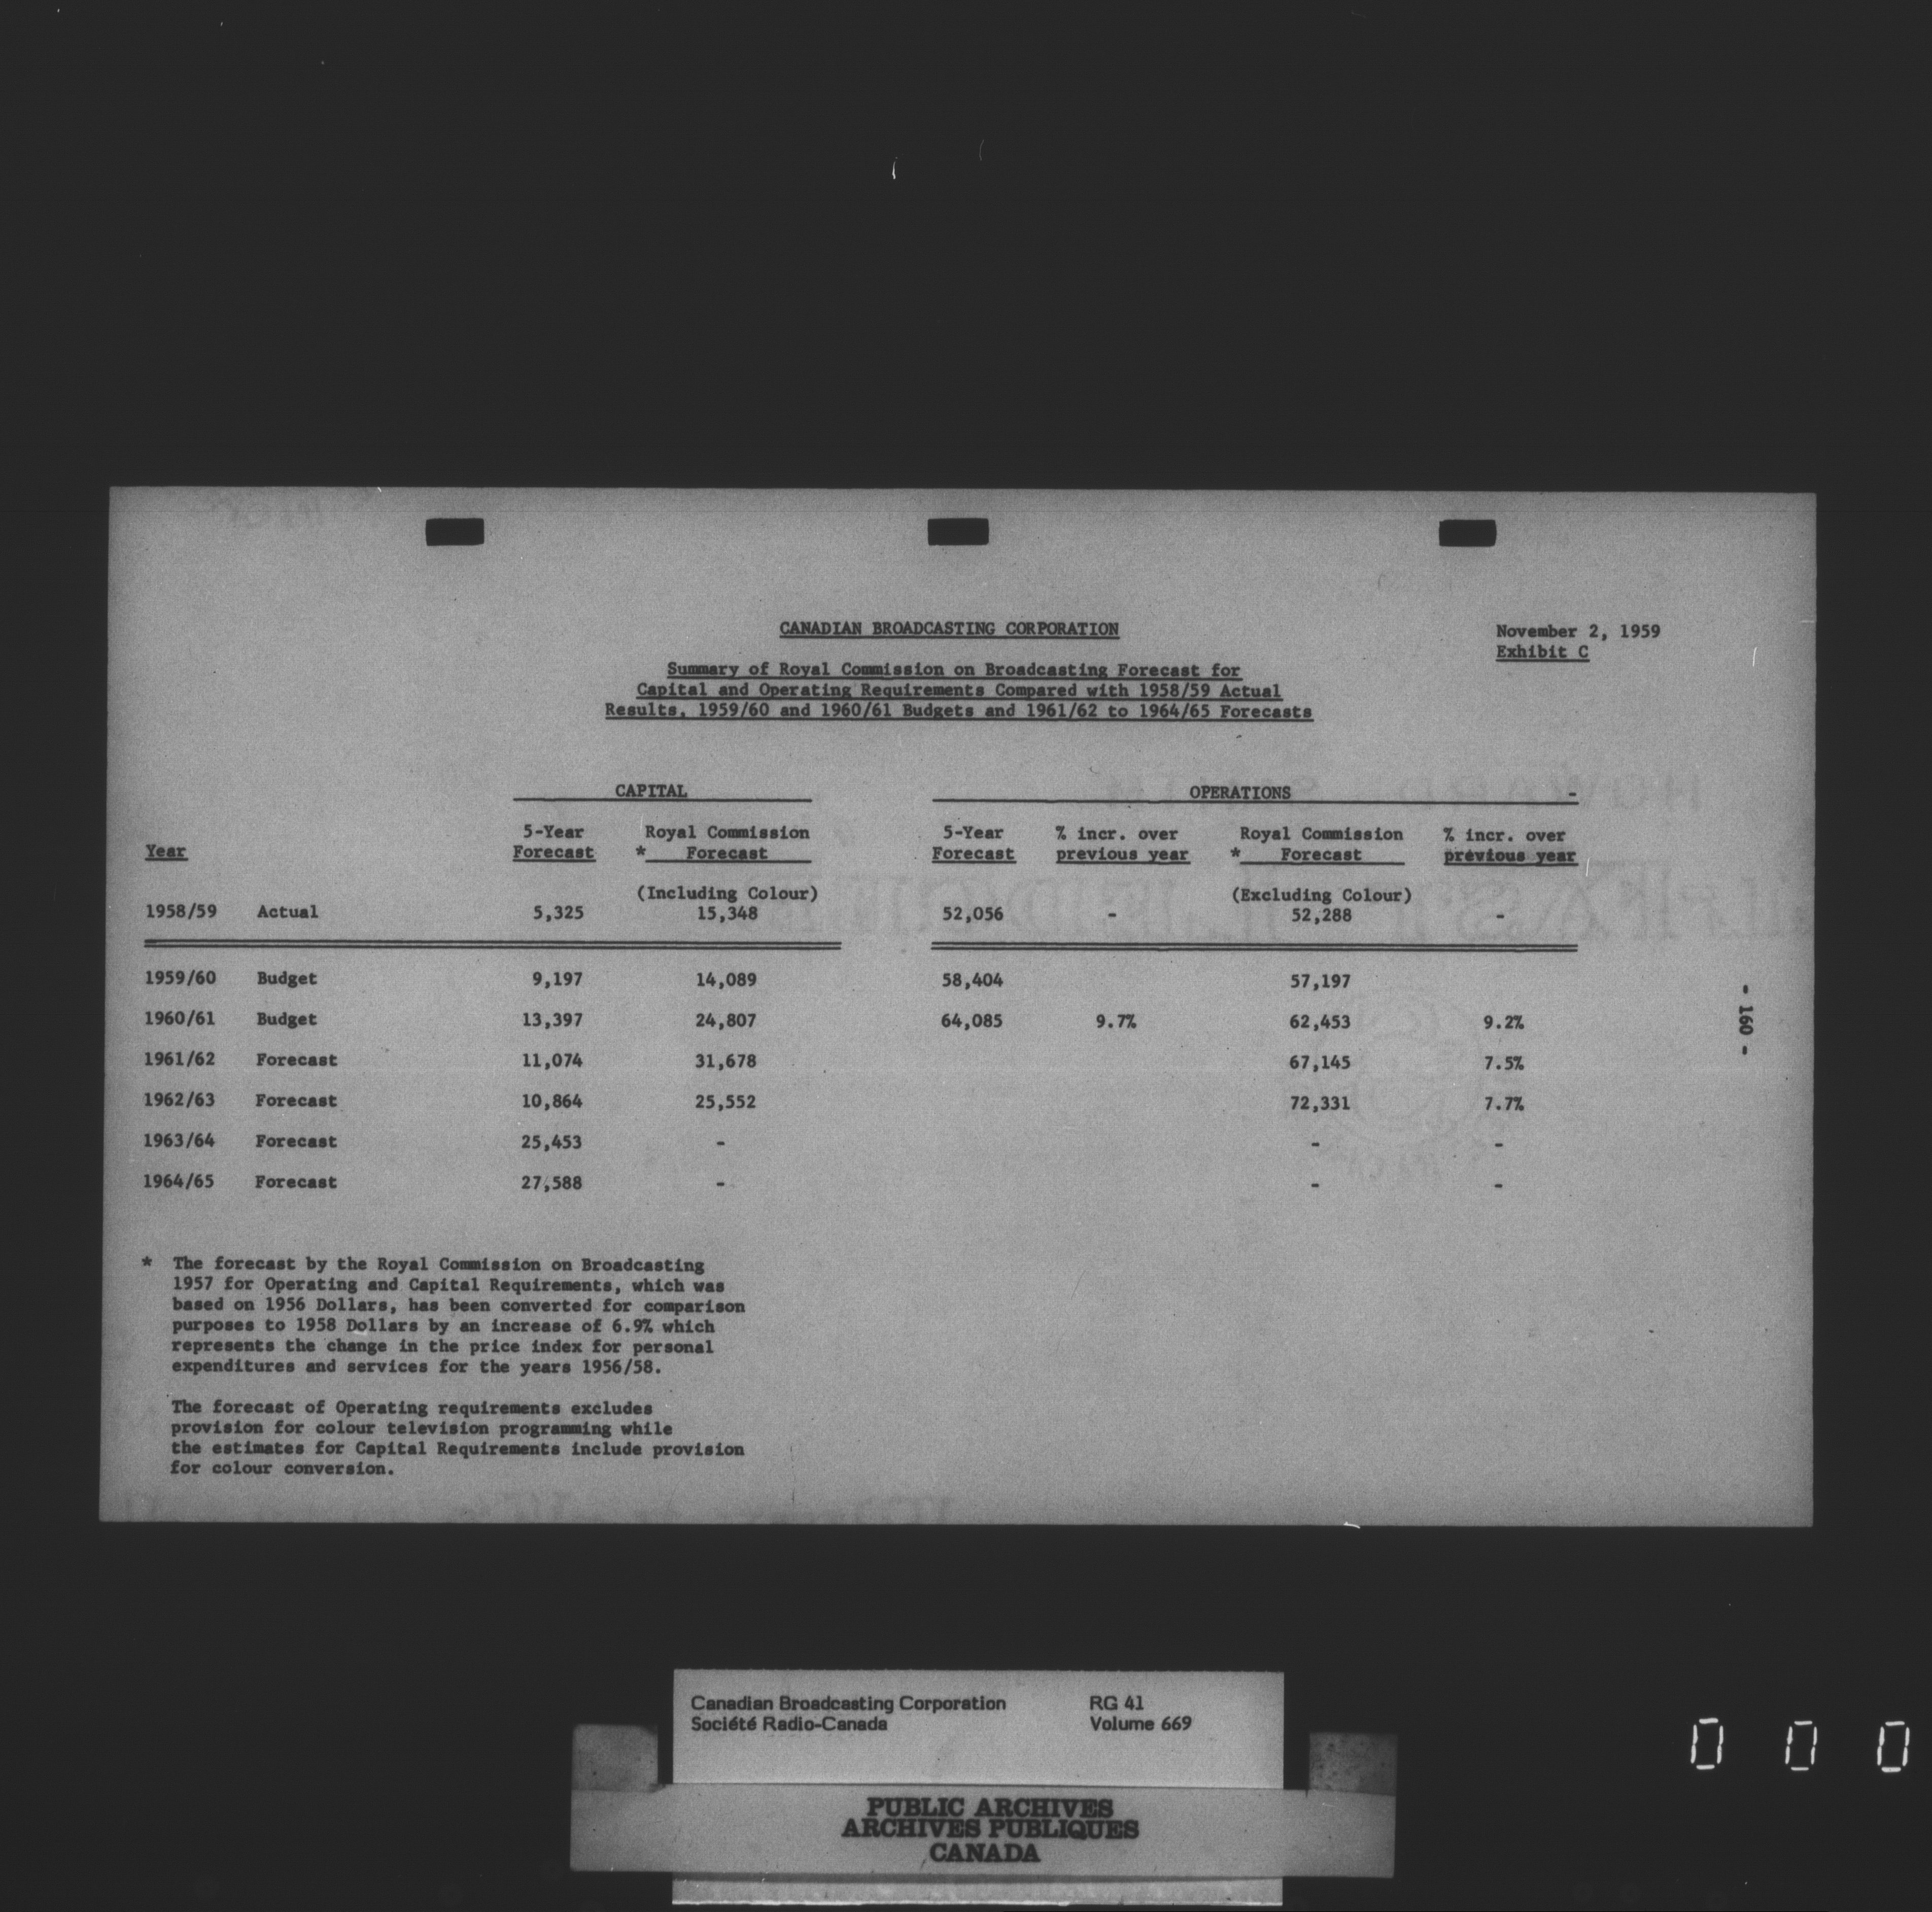 CANADIAN BROADCASTING CORPORATION
November 2, 1959
Exhibit C
Summary of Royal Commission on Broadcasting Forecast for
Capital and Operating Requirements Compared with 1958/59 Actual
Results, 1959/60 and 1960/61 Budgets and 1961/62 to 1964/65 Forecasts
CAPITAL OPERATIONS -
5-Year Royal Commission 5-Year % incr. over Royal Commission % incr. over
Year Forecast * Forecast Forecast previous year * Forecast previous year
(Including Colour) (Excluding Colour)
1958/59 Actual 5,325 15,348 52,056 - 52,288 -
1959/60 Budget 9,197 14,089 58,404 57,197
1960/61 Budget 13,397 24,807 64,085 9.7% 62,453 9.2%
1961/62 Forecast 11,074 31,678 67,145 7.5%
1962/63 Forecast 10,864 25,552 72,331 7.7%
1963/64 Forecast 25,453 - - -
1964/65 Forecast 27,588 - - -
- 160 -
* The forecast by the Royal Commission on Broadcasting
1957 for Operating and Capital Requirements, which was
based on 1956 Dollars, has been converted for comparison
purposes to 1958 Dollars by an increase of 6.9% which
represents the change in the price index for personal
expenditures and services for the years 1956/58.
The forecast of Operating requirements excludes
provision for colour television programming while
the estimates for Capital Requirements include provision
for colour conversion.
Canadian Broadcasting Corporation RG 41
Société Radio-Canada Volume 669
PUBLIC ARCHIVES
ARCHIVES PUBLIQUES
CANADA
0 0 0